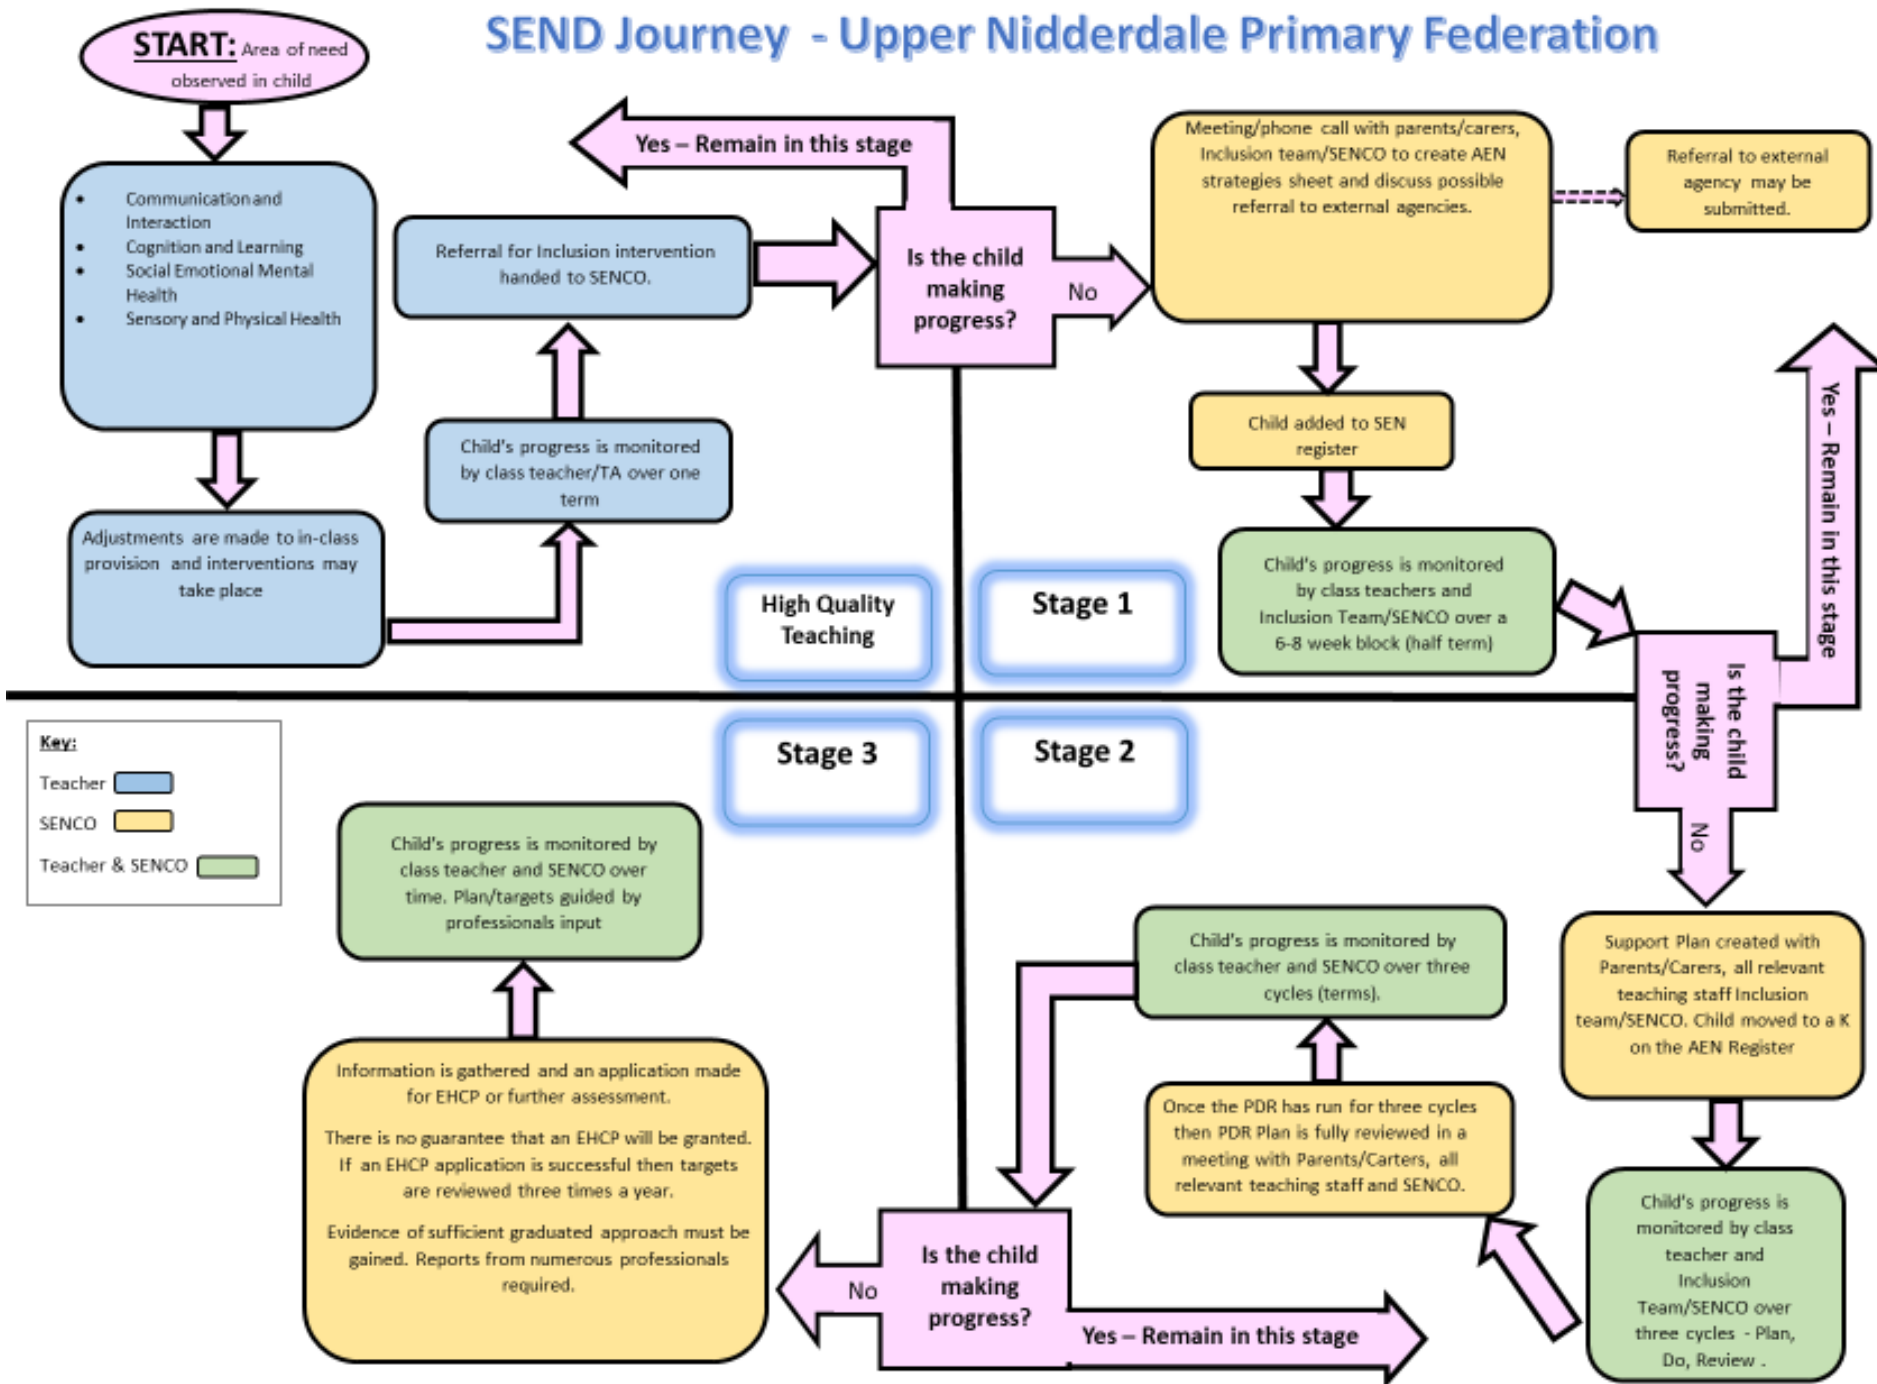 SEND Journey - Upper Nidderdale Primary Federation
START: Area of need
observed in child
• Communication and
Interaction
• Cognition and Learning
• Social Emotional Mental
Health
• Sensory and Physical Health
Adjustments are made to in-class
provision and interventions may
take place
Child's progress is monitored
by class teacher/TA over one
term
Referral for Inclusion intervention
handed to SENCO.
Yes – Remain in this stage
Is the child
making
progress?
No
High Quality
Teaching
Meeting/phone call with parents/carers,
Inclusion team/SENCO to create AEN
strategies sheet and discuss possible
referral to external agencies.
Referral to external
agency may be
submitted.
Child added to SEN
register
Child's progress is monitored
by class teachers and
Inclusion Team/SENCO over a
6-8 week block (half term)
Stage 1
Is the child
making
progress?
Yes – Remain in this stage
No
Stage 2
Support Plan created with
Parents/Carers, all relevant
teaching staff Inclusion
team/SENCO. Child moved to a K
on the AEN Register
Child's progress is
monitored by class
teacher and
Inclusion
Team/SENCO over
three cycles - Plan,
Do, Review .
Once the PDR has run for three cycles
then PDR Plan is fully reviewed in a
meeting with Parents/Carters, all
relevant teaching staff and SENCO.
Child's progress is monitored by
class teacher and SENCO over three
cycles (terms).
Is the child
making
progress?
Yes – Remain in this stage
No
Stage 3
Information is gathered and an application made
for EHCP or further assessment.
There is no guarantee that an EHCP will be granted.
If an EHCP application is successful then targets
are reviewed three times a year.
Evidence of sufficient graduated approach must be
gained. Reports from numerous professionals
required.
Child's progress is monitored by
class teacher and SENCO over
time. Plan/targets guided by
professionals input
Key:
Teacher
SENCO
Teacher & SENCO